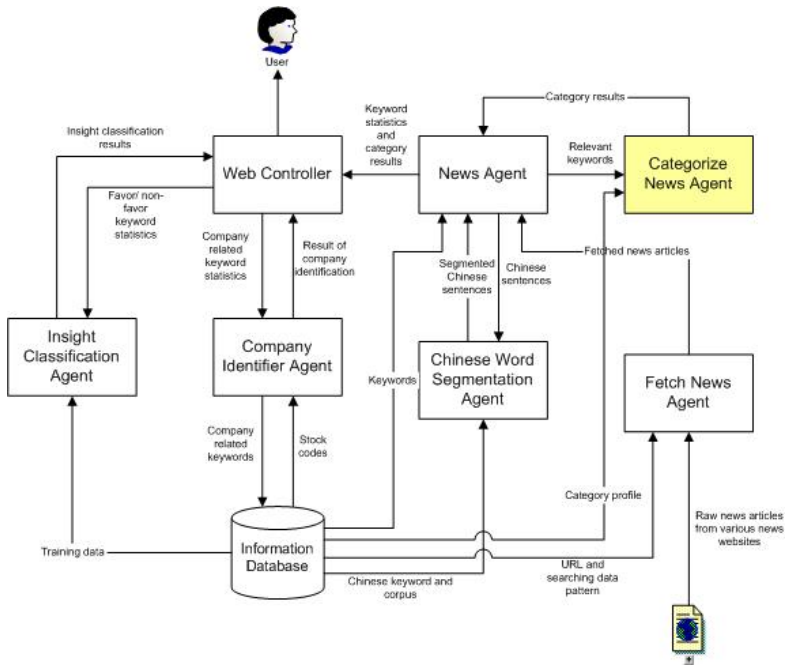 User
Category results
Insight classification
results
Keyword
statistics
and
category
results
Relevant
keywords
Web Controller
News Agent
Categorize
News Agent
Favor/ non-
favor
keyword
statistics
Company
related
keyword
statistics
Result of
company
identification
Segmented
Chinese
sentences
Chinese
sentences
Fetched news articles
Insight
Classification
Agent
Company
Identifier Agent
Chinese Word
Segmentation
Agent
Fetch News
Agent
Keywords
Company
related
keywords
Stock
codes
Category profile
Raw news articles
from various news
websites
Training data
Information
Database
Chinese keyword and
corpus
URL and
searching data
pattern